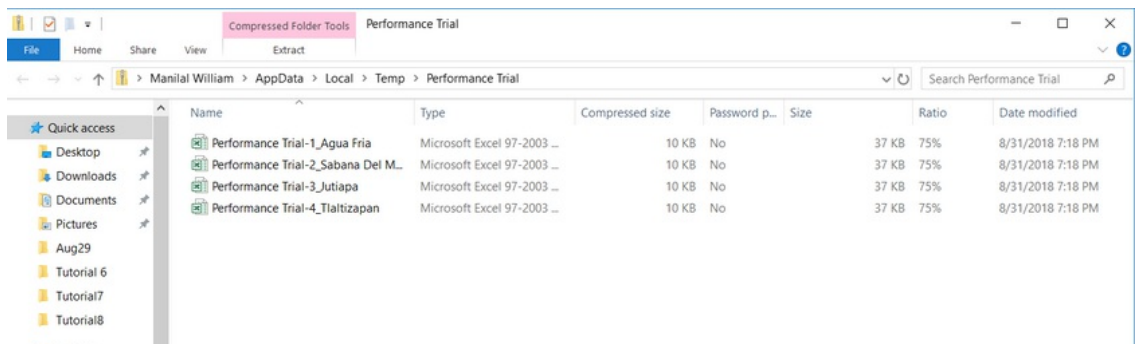 Compressed Folder Tools Performance Trial
File Home Share View Extract
Manilal William > AppData > Local > Temp > Performance Trial Search Performance Trial
Quick access
Desktop
Downloads
Documents
Pictures
Aug29
Tutorial 6
Tutorial7
Tutorial8
Name Type Compressed size Password p... Size Ratio Date modified
Performance Trial-1_Agua Fria Microsoft Excel 97-2003 ... 10 KB No 37 KB 75% 8/31/2018 7:18 PM
Performance Trial-2_Sabana Del M... Microsoft Excel 97-2003 ... 10 KB No 37 KB 75% 8/31/2018 7:18 PM
Performance Trial-3_Jutiapa Microsoft Excel 97-2003 ... 10 KB No 37 KB 75% 8/31/2018 7:18 PM
Performance Trial-4_Tlaltizapan Microsoft Excel 97-2003 ... 10 KB No 37 KB 75% 8/31/2018 7:18 PM